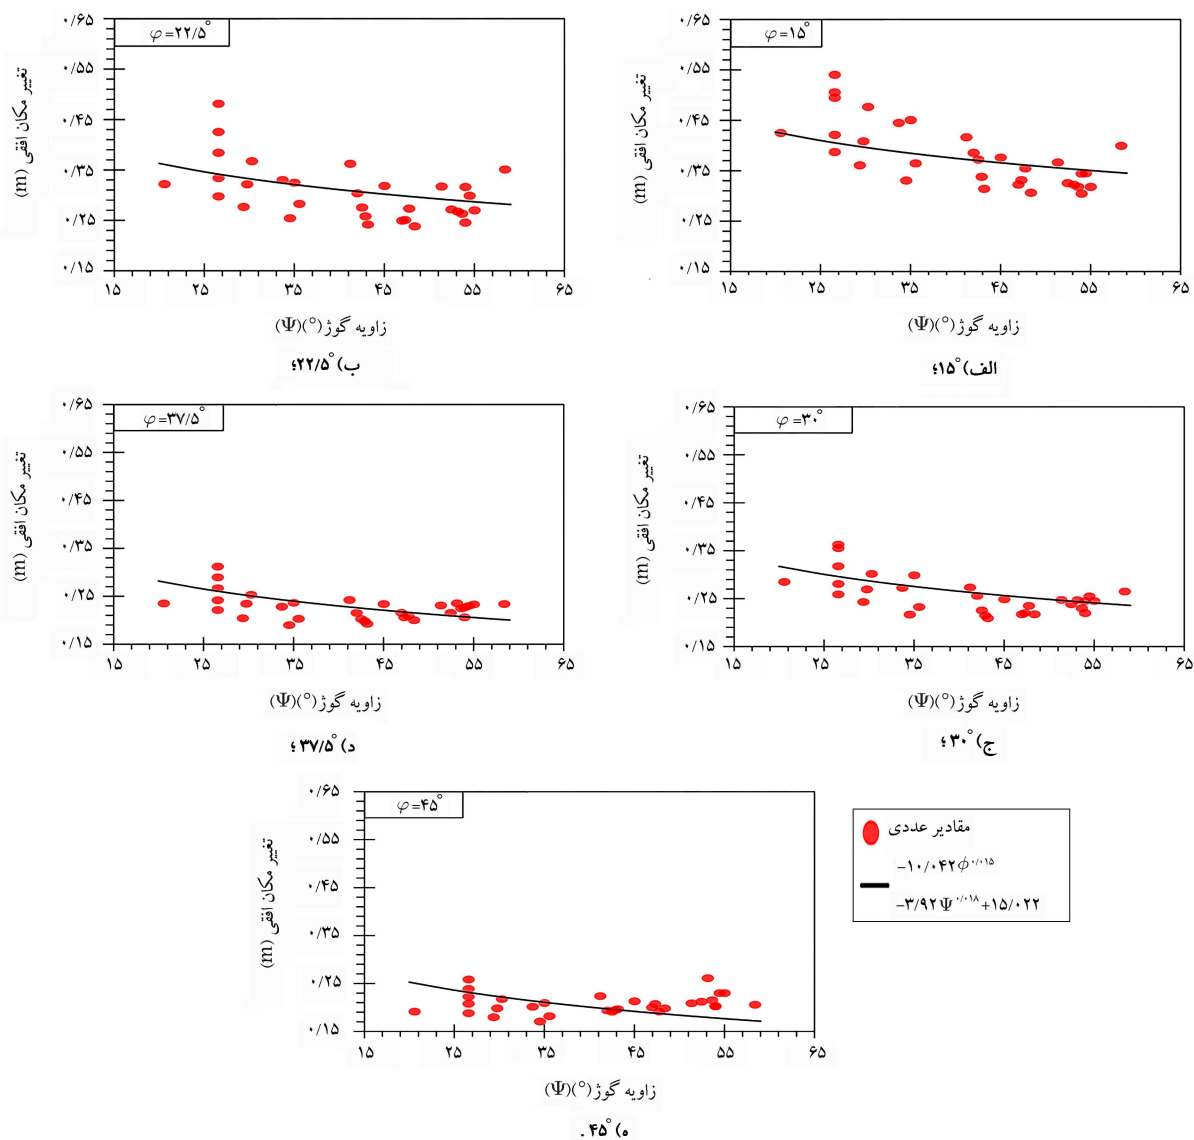 φ=۱۵°
۰/۶۵
۰/۵۵
۰/۴۵
۰/۳۵
۰/۲۵
۰/۱۵
تغییر مکان افقی (m)
۱۵ ۲۵ ۳۵ ۴۵ ۵۵ ۶۵
زاویه گوژ (°)(Ψ)
الف) ۱۵°؛
φ=۲۲/۵°
۰/۶۵
۰/۵۵
۰/۴۵
۰/۳۵
۰/۲۵
۰/۱۵
تغییر مکان افقی (m)
۱۵ ۲۵ ۳۵ ۴۵ ۵۵ ۶۵
زاویه گوژ (°)(Ψ)
ب) ۲۲/۵°؛
φ=۳۰°
۰/۶۵
۰/۵۵
۰/۴۵
۰/۳۵
۰/۲۵
۰/۱۵
تغییر مکان افقی (m)
۱۵ ۲۵ ۳۵ ۴۵ ۵۵ ۶۵
زاویه گوژ (°)(Ψ)
ج) ۳۰°؛
φ=۳۷/۵°
۰/۶۵
۰/۵۵
۰/۴۵
۰/۳۵
۰/۲۵
۰/۱۵
تغییر مکان افقی (m)
۱۵ ۲۵ ۳۵ ۴۵ ۵۵ ۶۵
زاویه گوژ (°)(Ψ)
د) ۳۷/۵°؛
φ=۴۵°
۰/۶۵
۰/۵۵
۰/۴۵
۰/۳۵
۰/۲۵
۰/۱۵
تغییر مکان افقی (m)
۱۵ ۲۵ ۳۵ ۴۵ ۵۵ ۶۵
زاویه گوژ (°)(Ψ)
ه) ۴۵°.
مقادیر عددی
−۱۰/۰۴۲ϕ^۰/۰۱۵
−۳/۹۲Ψ^۰/۰۱۸+۱۵/۰۲۲